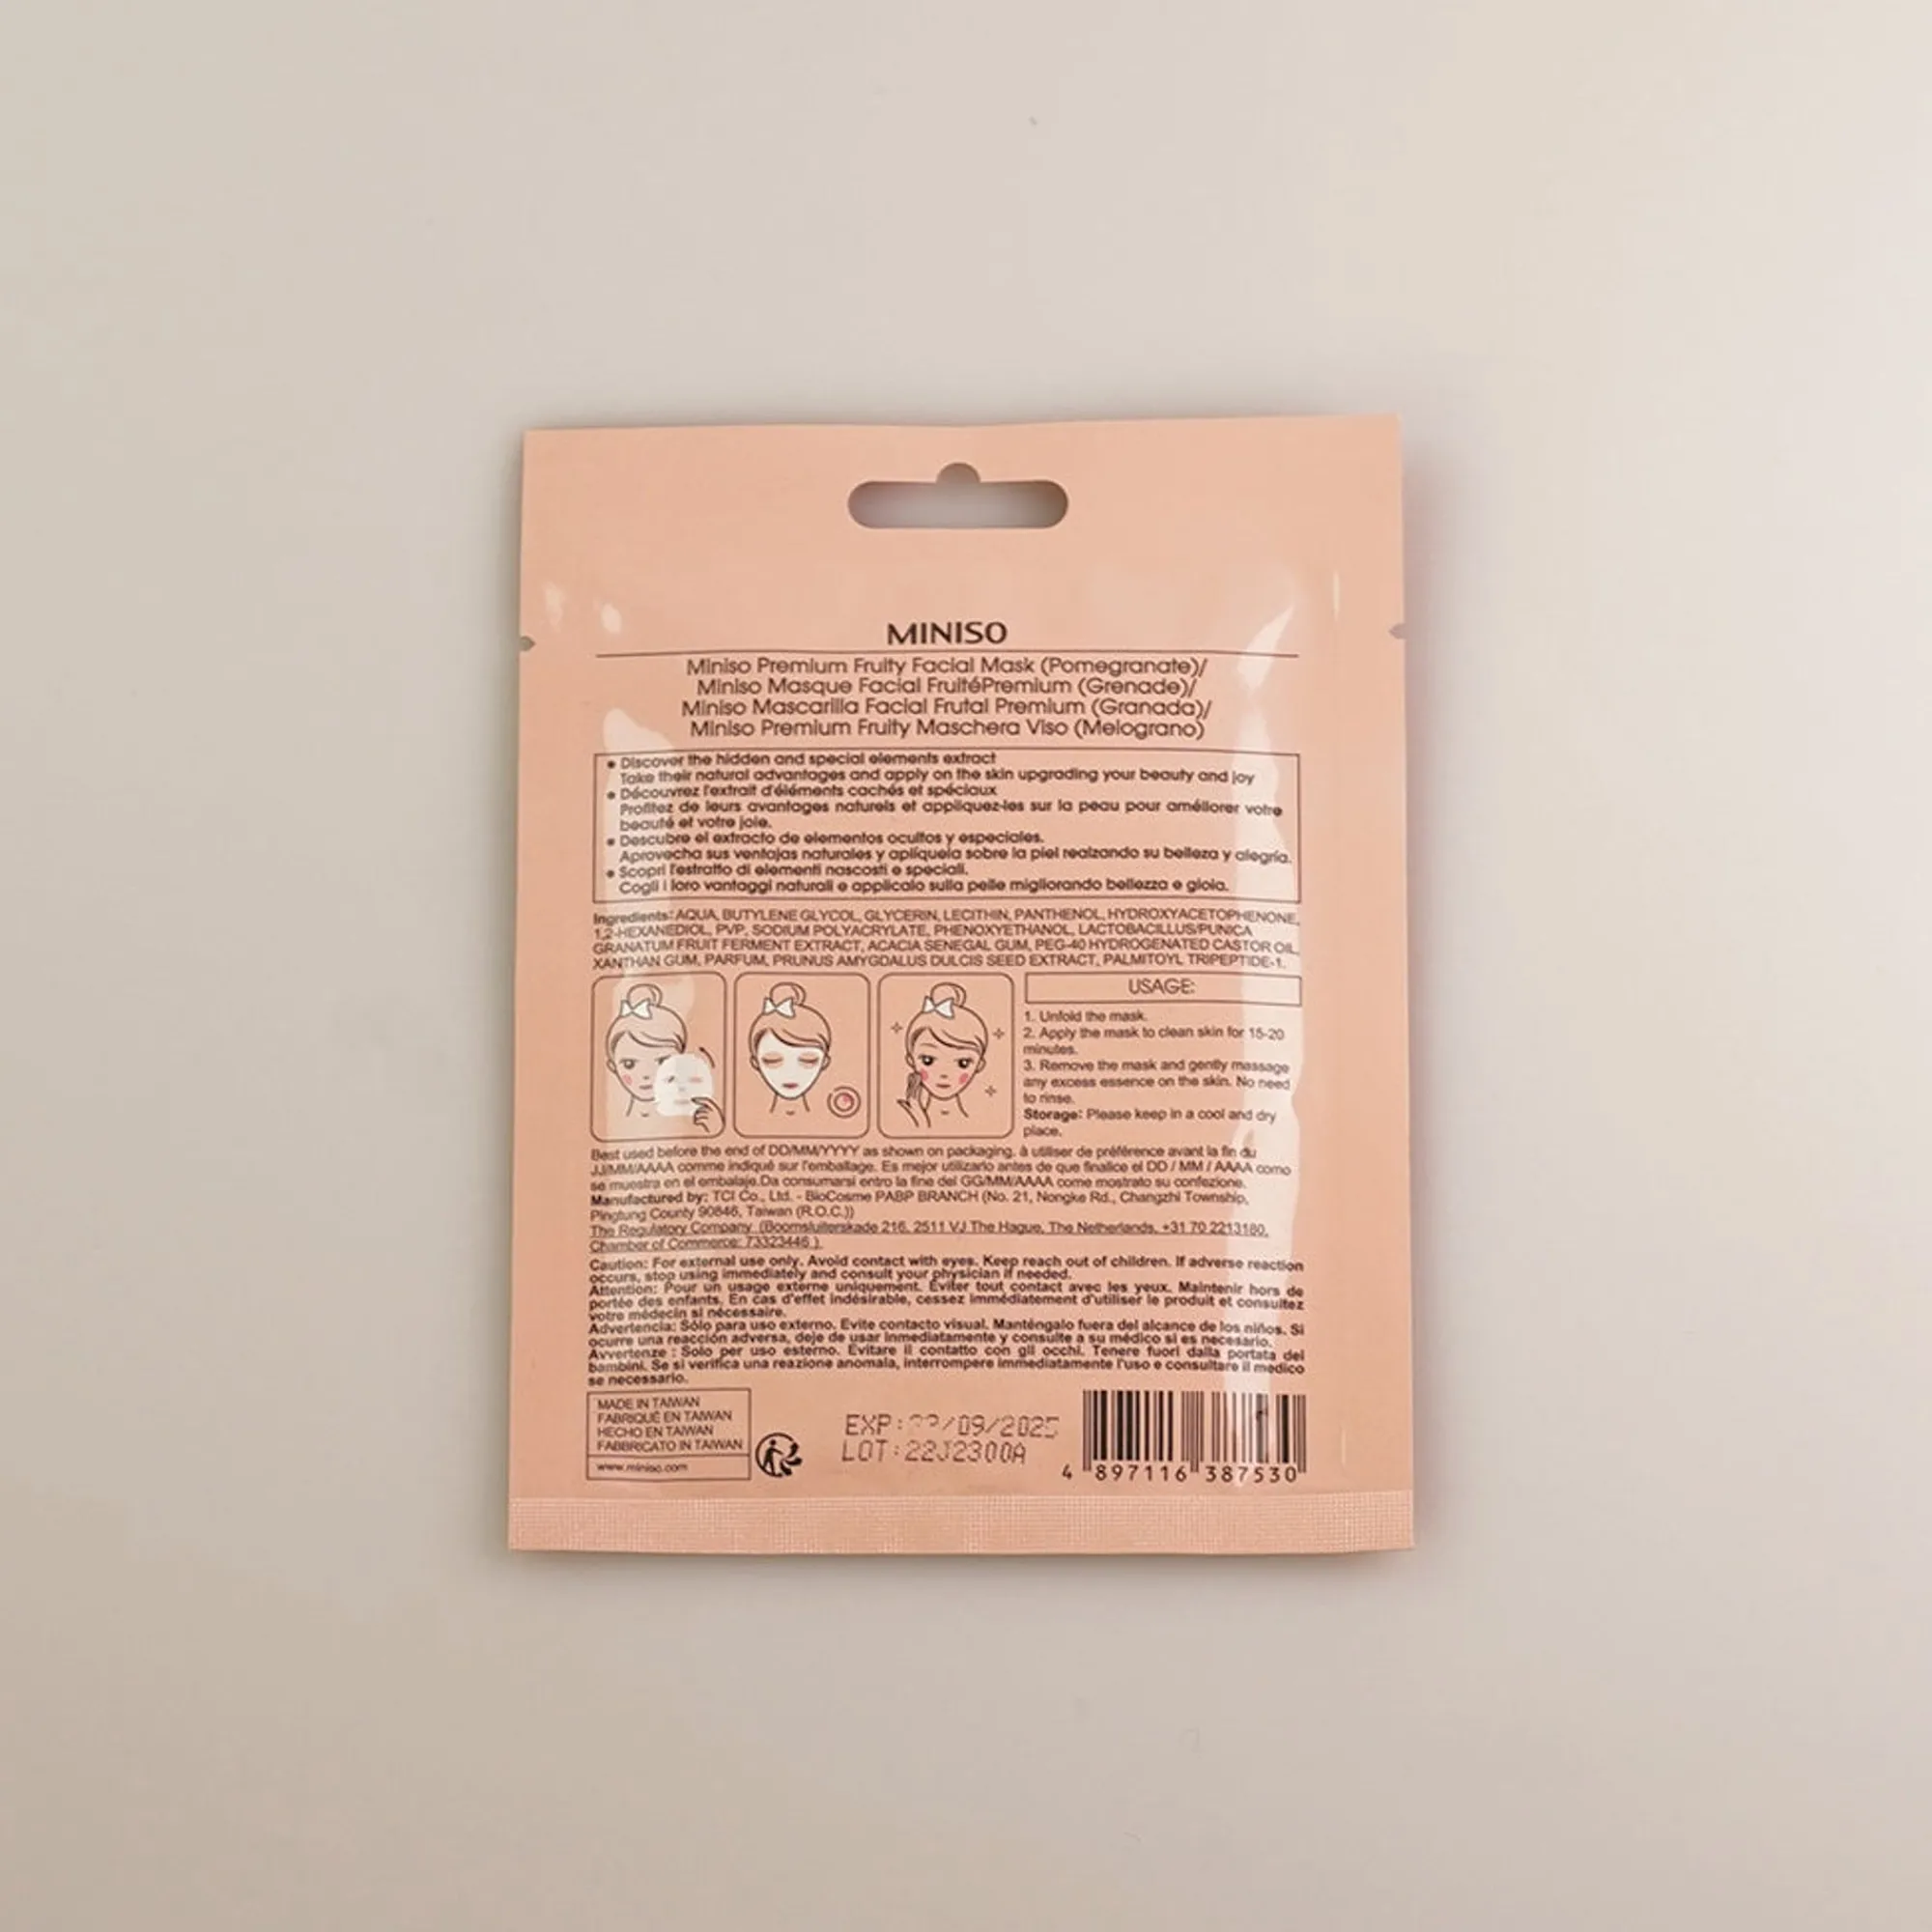 MINISO
Miniso Premium Fruity Facial Mask (Pomegranate)/
Miniso Masque Facial FruitéPremium (Grenade)/
Miniso Mascarilla Facial Frutal Premium (Granada)/
Miniso Premium Fruity Maschera Viso (Melograno)
• Discover the hidden and special elements extract
Take their natural advantages and apply on the skin upgrading your beauty and joy
• Découvrez l'extrait d'éléments cachés et spéciaux
Profitez de leurs avantages naturels et appliquez-les sur la peau pour améliorer votre
beauté et votre joie.
• Descubre el extracto de elementos ocultos y especiales.
Aprovecha sus ventajas naturales y aplíquela sobre la piel realzando su belleza y alegría.
• Scopri l'estratto di elementi nascosti e speciali.
Cogli i loro vantaggi naturali e applicalo sulla pelle migliorando bellezza e gioia.
Ingredients: AQUA, BUTYLENE GLYCOL, GLYCERIN, LECITHIN, PANTHENOL, HYDROXYACETOPHENONE,
1,2-HEXANEDIOL, PVP, SODIUM POLYACRYLATE, PHENOXYETHANOL, LACTOBACILLUS/PUNICA
GRANATUM FRUIT FERMENT EXTRACT, ACACIA SENEGAL GUM, PEG-40 HYDROGENATED CASTOR OIL,
XANTHAN GUM, PARFUM, PRUNUS AMYGDALUS DULCIS SEED EXTRACT, PALMITOYL TRIPEPTIDE-1.
USAGE:
1. Unfold the mask.
2. Apply the mask to clean skin for 15-20
minutes.
3. Remove the mask and gently massage
any excess essence on the skin. No need
to rinse.
Storage: Please keep in a cool and dry
place.
Best used before the end of DD/MM/YYYY as shown on packaging. à utiliser de préférence avant la fin du
JJ/MM/AAAA comme indiqué sur l'emballage. Es mejor utilizarlo antes de que finalice el DD / MM / AAAA como
se muestra en el embalaje.Da consumarsi entro la fine del GG/MM/AAAA come mostrato su confezione.
Manufactured by: TCI Co., Ltd. - BioCosme PABP BRANCH (No. 21, Nongke Rd., Changzhi Township,
Pingtung County 90846, Taiwan (R.O.C.))
The Regulatory Company (Boomsluiterskade 216, 2511 VJ The Hague, The Netherlands, +31 70 2213180,
Chamber of Commerce: 73323446 )
Caution: For external use only. Avoid contact with eyes. Keep reach out of children. If adverse reaction
occurs, stop using immediately and consult your physician if needed.
Attention: Pour un usage externe uniquement. Éviter tout contact avec les yeux. Maintenir hors de
portée des enfants. En cas d'effet indésirable, cessez immédiatement d'utiliser le produit et consultez
votre médecin si nécessaire.
Advertencia: Sólo para uso externo. Evite contacto visual. Manténgalo fuera del alcance de los niños. Si
ocurre una reacción adversa, deje de usar inmediatamente y consulte a su médico si es necesario.
Avvertenze : Solo per uso esterno. Evitare il contatto con gli occhi. Tenere fuori dalla portata dei
bambini. Se si verifica una reazione anomala, interrompere immediatamente l'uso e consultare il medico
se necessario.
MADE IN TAIWAN
FABRIQUÉ EN TAIWAN
HECHO EN TAIWAN
FABBRICATO IN TAIWAN
www.miniso.com
EXP: /09/2025
LOT:22J2300A
4 897116 387530